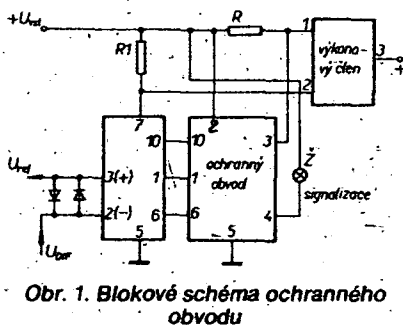 R
1
výkono-
vý člen
3
+
R1
2
7
2
10
10
3
ochranný
obvod
Ž
3(+)
1
1
signalizace
2(-)
6
6
4
5
5
Obr. 1. Blokové schéma ochranného
obvodu